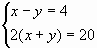 x − y = 4
2(x + y) = 20